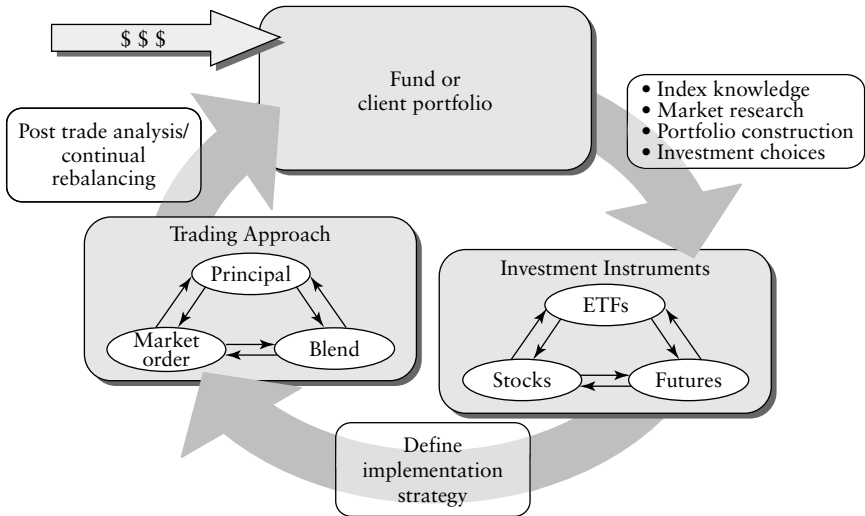 $ $ $
Fund or
client portfolio
• Index knowledge
• Market research
• Portfolio construction
• Investment choices
Post trade analysis/
continual
rebalancing
Trading Approach
Principal
Market
order
Blend
Investment Instruments
ETFs
Stocks
Futures
Define
implementation
strategy